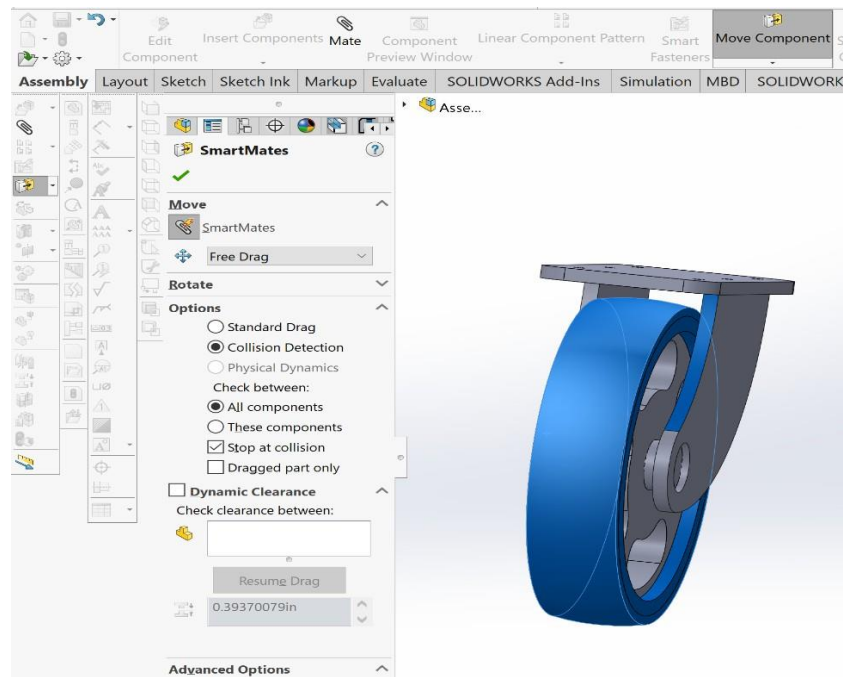 Edit Component
Insert Components
Mate
Component Preview Window
Linear Component Pattern
Smart Fasteners
Move Component
Assembly
Layout
Sketch
Sketch Ink
Markup
Evaluate
SOLIDWORKS Add-Ins
Simulation
MBD
SOLIDWORK
Asse...
SmartMates
Move
SmartMates
Free Drag
Rotate
Options
Standard Drag
Collision Detection
Physical Dynamics
Check between:
All components
These components
Stop at collision
Dragged part only
Dynamic Clearance
Check clearance between:
Resume Drag
0.39370079in
Advanced Options